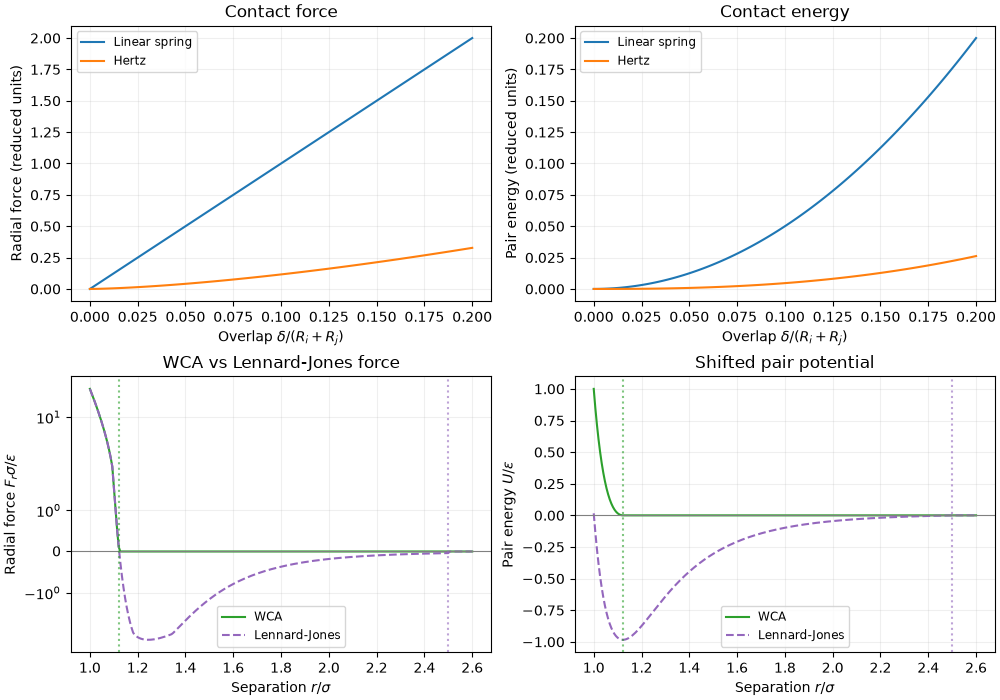 Contact force
Radial force (reduced units)
2.00
1.75
1.50
1.25
1.00
0.75
0.50
0.25
0.00
Linear spring
Hertz
0.000 0.025 0.050 0.075 0.100 0.125 0.150 0.175 0.200
Overlap δ/(R_i + R_j)
Contact energy
Pair energy (reduced units)
0.200
0.175
0.150
0.125
0.100
0.075
0.050
0.025
0.000
Linear spring
Hertz
0.000 0.025 0.050 0.075 0.100 0.125 0.150 0.175 0.200
Overlap δ/(R_i + R_j)
WCA vs Lennard-Jones force
Radial force F_rσ/ε
10¹
10⁰
0
−10⁰
WCA
Lennard-Jones
1.0 1.2 1.4 1.6 1.8 2.0 2.2 2.4 2.6
Separation r/σ
Shifted pair potential
Pair energy U/ε
1.00
0.75
0.50
0.25
0.00
−0.25
−0.50
−0.75
−1.00
WCA
Lennard-Jones
1.0 1.2 1.4 1.6 1.8 2.0 2.2 2.4 2.6
Separation r/σ